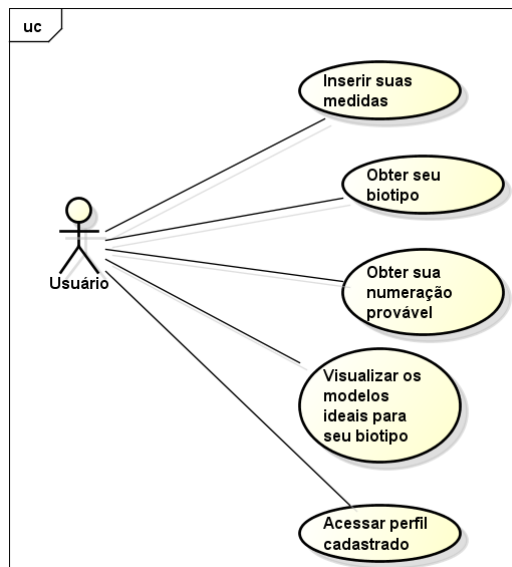 uc
Inserir suas
medidas
Obter seu
biotipo
Usuário
Obter sua
numeração
provável
Visualizar os
modelos
ideais para
seu biotipo
Acessar perfil
cadastrado